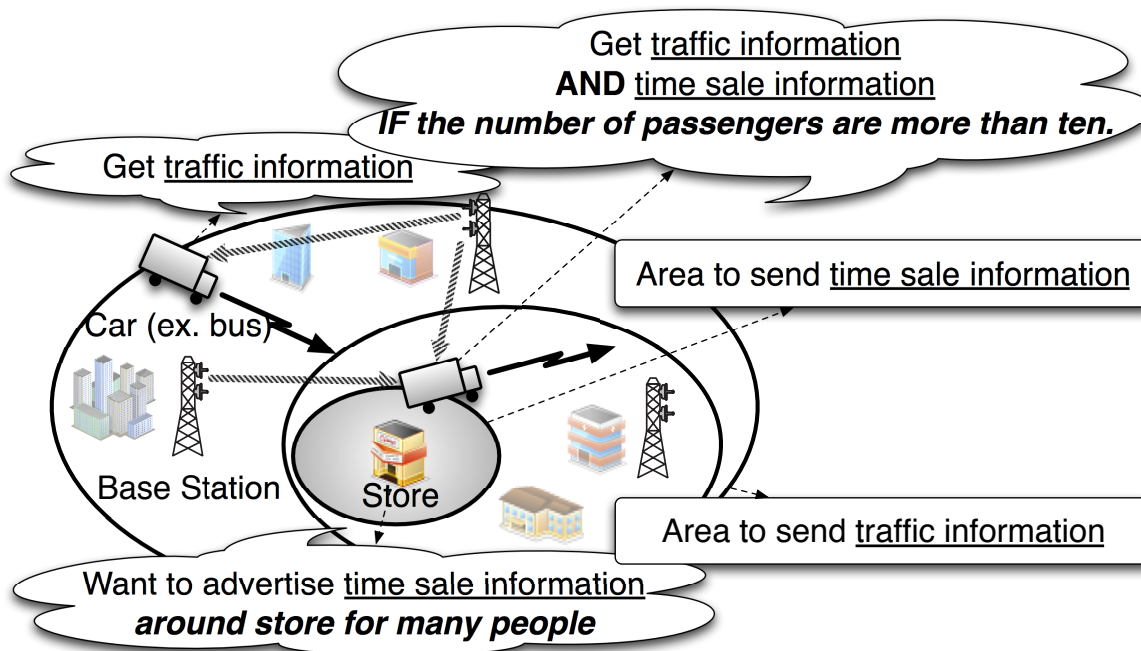 Get traffic information
AND time sale information
IF the number of passengers are more than ten.
Get traffic information
Area to send time sale information
Car (ex. bus)
Base Station
Store
Area to send traffic information
Want to advertise time sale information
around store for many people